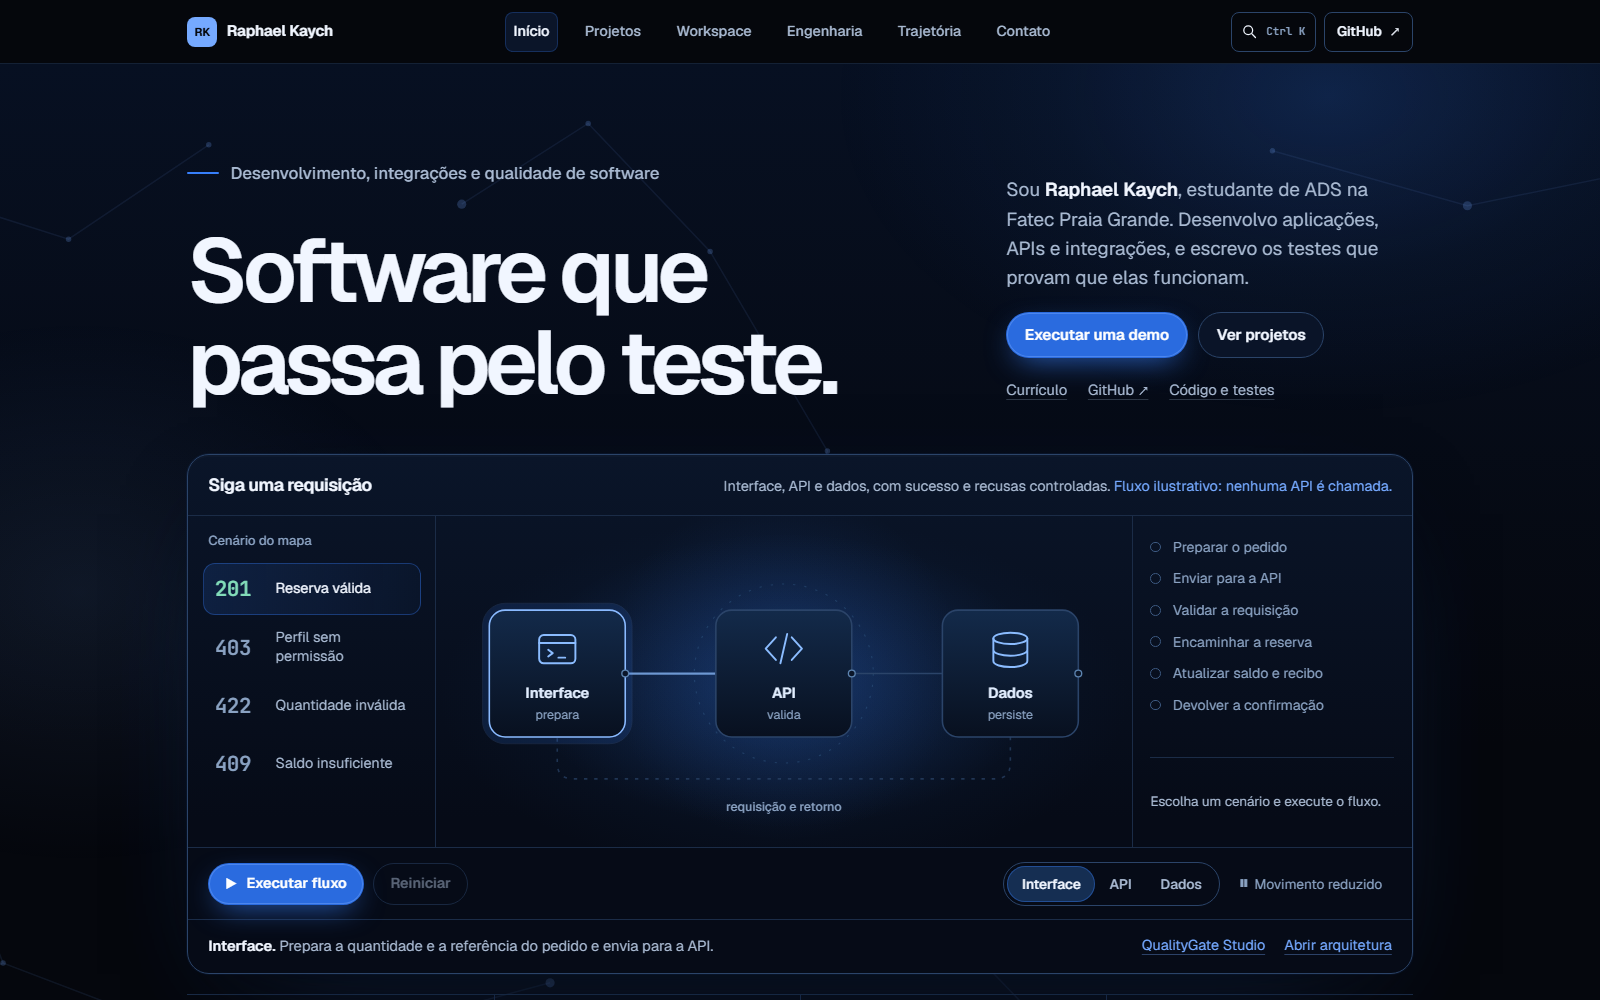 RK Raphael Kaych
Início Projetos Workspace Engenharia Trajetória Contato
Ctrl K
GitHub ↗
Desenvolvimento, integrações e qualidade de software
Software que
passa pelo teste.
Sou Raphael Kaych, estudante de ADS na
Fatec Praia Grande. Desenvolvo aplicações,
APIs e integrações, e escrevo os testes que
provam que elas funcionam.
Executar uma demo
Ver projetos
Currículo GitHub ↗ Código e testes
Siga uma requisição
Interface, API e dados, com sucesso e recusas controladas. Fluxo ilustrativo: nenhuma API é chamada.
Cenário do mapa
201 Reserva válida
403 Perfil sem
permissão
422 Quantidade inválida
409 Saldo insuficiente
Interface
prepara
API
valida
Dados
persiste
requisição e retorno
Preparar o pedido
Enviar para a API
Validar a requisição
Encaminhar a reserva
Atualizar saldo e recibo
Devolver a confirmação
Escolha um cenário e execute o fluxo.
Executar fluxo
Reiniciar
Interface API Dados
Movimento reduzido
Interface. Prepara a quantidade e a referência do pedido e envia para a API.
QualityGate Studio Abrir arquitetura